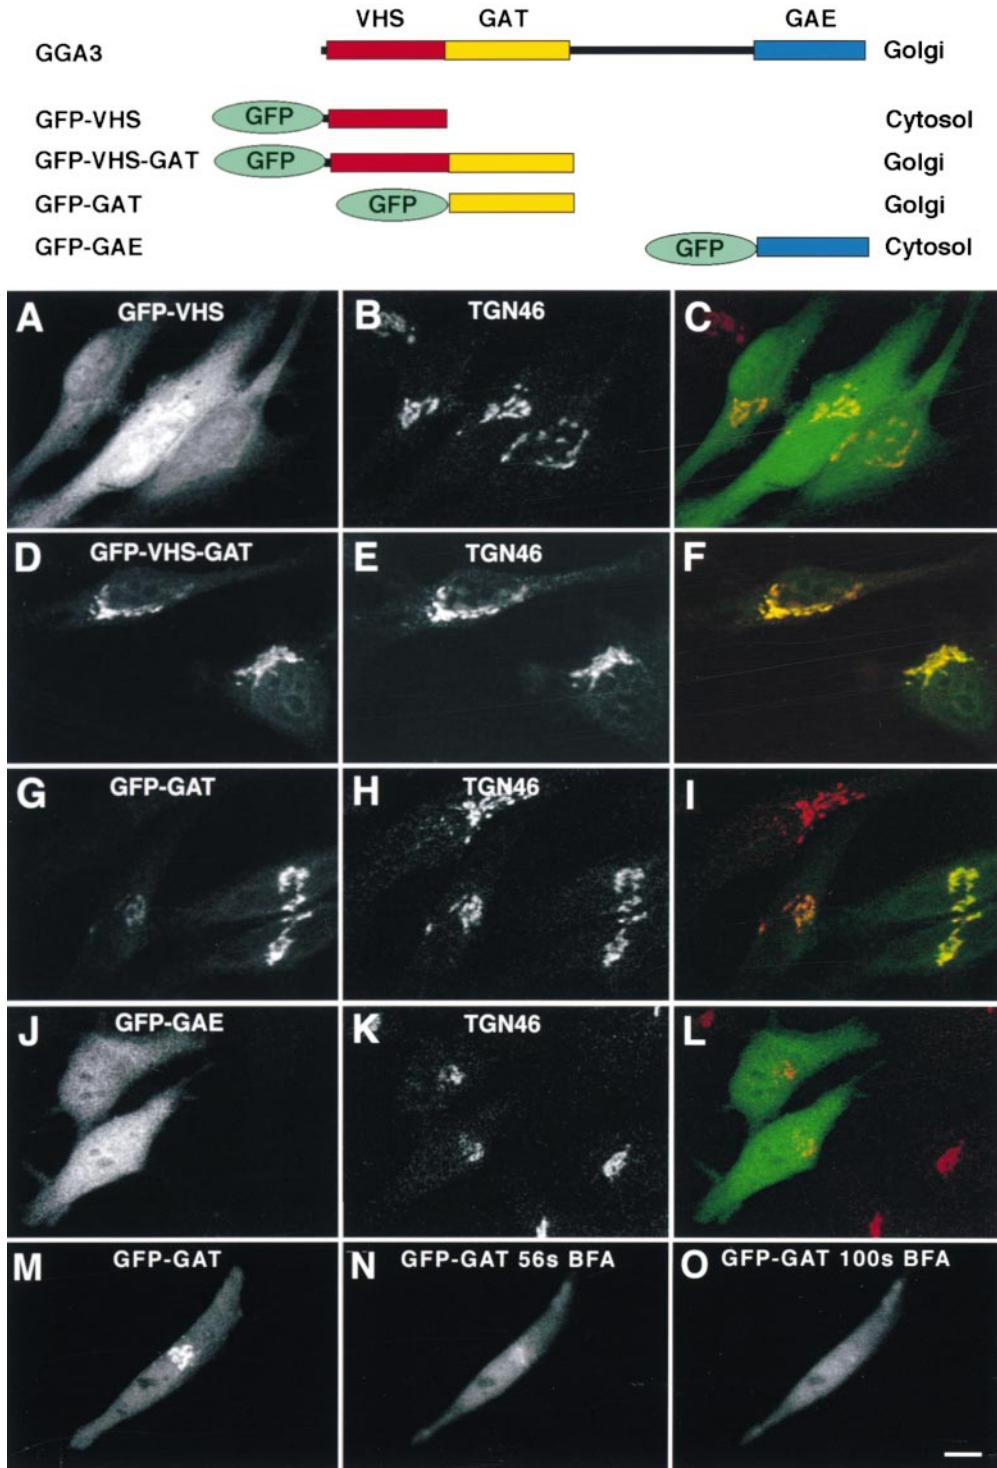 VHS GAT GAE
GGA3 Golgi
GFP-VHS GFP Cytosol
GFP-VHS-GAT GFP Golgi
GFP-GAT GFP Golgi
GFP-GAE GFP Cytosol
A GFP-VHS B TGN46 C
D GFP-VHS-GAT E TGN46 F
G GFP-GAT H TGN46 I
J GFP-GAE K TGN46 L
M GFP-GAT N GFP-GAT 56s BFA O GFP-GAT 100s BFA